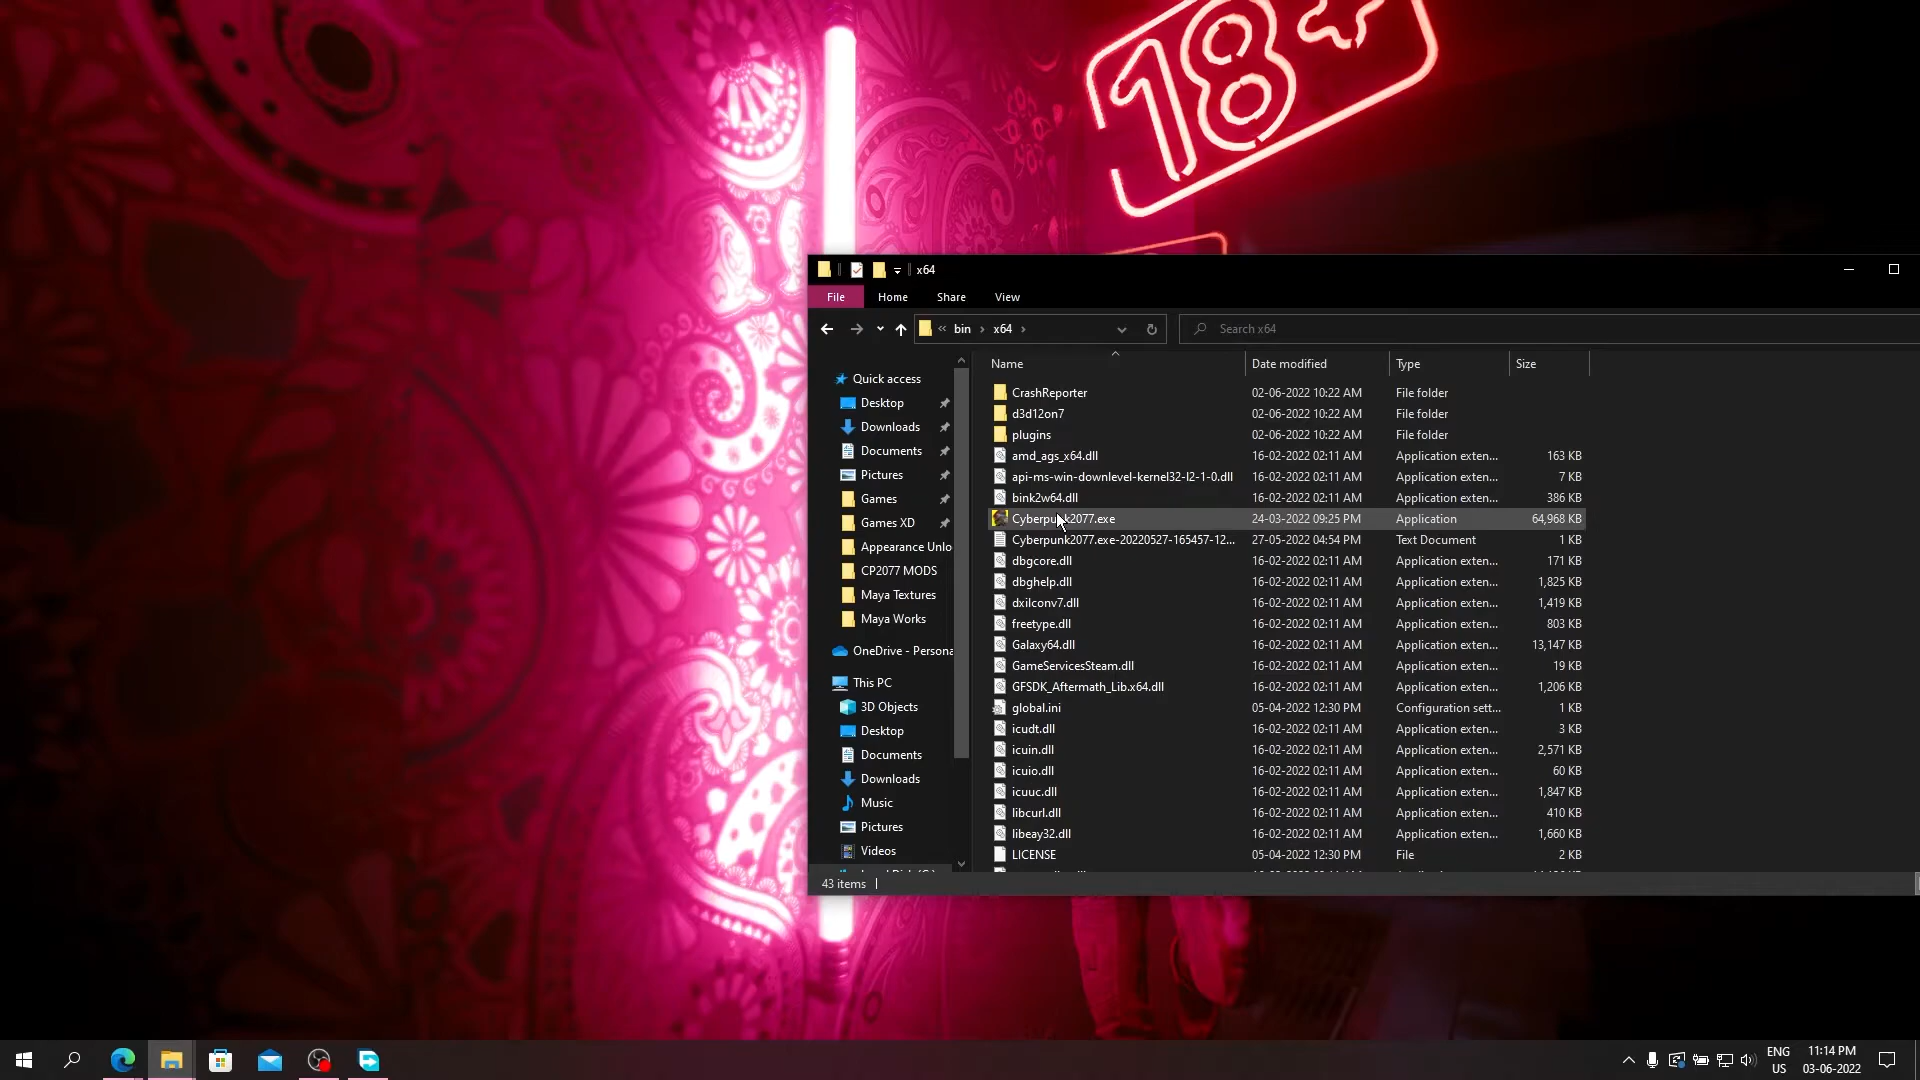 18+
x64
File Home Share View
« bin › x64 ›
Search x64
Name Date modified Type Size
Quick access
Desktop
Downloads
Documents
Pictures
Games
Games XD
Appearance Unlo
CP2077 MODS
Maya Textures
Maya Works
OneDrive - Persona
This PC
3D Objects
Desktop
Documents
Downloads
Music
Pictures
Videos
CrashReporter 02-06-2022 10:22 AM File folder
d3d12on7 02-06-2022 10:22 AM File folder
plugins 02-06-2022 10:22 AM File folder
amd_ags_x64.dll 16-02-2022 02:11 AM Application exten... 163 KB
api-ms-win-downlevel-kernel32-l2-1-0.dll 16-02-2022 02:11 AM Application exten... 7 KB
bink2w64.dll 16-02-2022 02:11 AM Application exten... 386 KB
Cyberpunk2077.exe 24-03-2022 09:25 PM Application 64,968 KB
Cyberpunk2077.exe-20220527-165457-12... 27-05-2022 04:54 PM Text Document 1 KB
dbgcore.dll 16-02-2022 02:11 AM Application exten... 171 KB
dbghelp.dll 16-02-2022 02:11 AM Application exten... 1,825 KB
dxilconv7.dll 16-02-2022 02:11 AM Application exten... 1,419 KB
freetype.dll 16-02-2022 02:11 AM Application exten... 803 KB
Galaxy64.dll 16-02-2022 02:11 AM Application exten... 13,147 KB
GameServicesSteam.dll 16-02-2022 02:11 AM Application exten... 19 KB
GFSDK_Aftermath_Lib.x64.dll 16-02-2022 02:11 AM Application exten... 1,206 KB
global.ini 05-04-2022 12:30 PM Configuration sett... 1 KB
icudt.dll 16-02-2022 02:11 AM Application exten... 3 KB
icuin.dll 16-02-2022 02:11 AM Application exten... 2,571 KB
icuio.dll 16-02-2022 02:11 AM Application exten... 60 KB
icuuc.dll 16-02-2022 02:11 AM Application exten... 1,847 KB
libcurl.dll 16-02-2022 02:11 AM Application exten... 410 KB
libeay32.dll 16-02-2022 02:11 AM Application exten... 1,660 KB
LICENSE 05-04-2022 12:30 PM File 2 KB
43 items
ENG
US
11:14 PM
03-06-2022